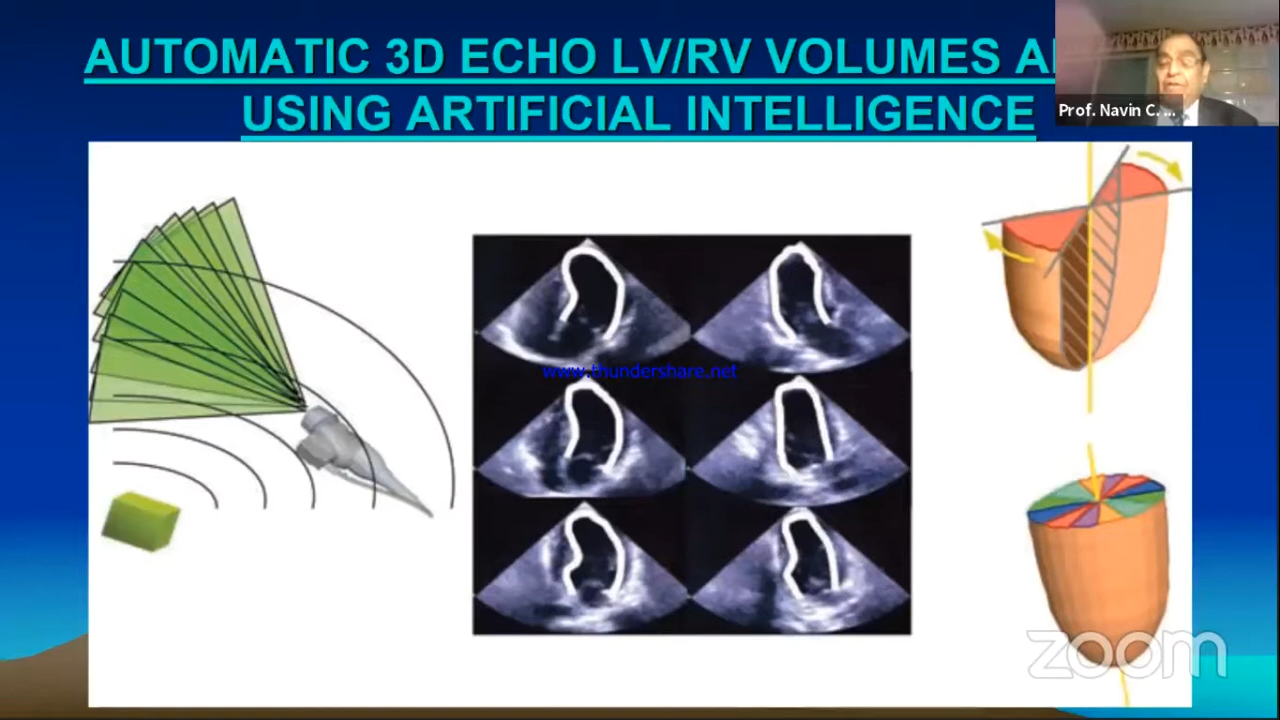 AUTOMATIC 3D ECHO LV/RV VOLUMES
USING ARTIFICIAL INTELLIGENCE
Prof. Navin C. ...
www.thundershare.net
zoom